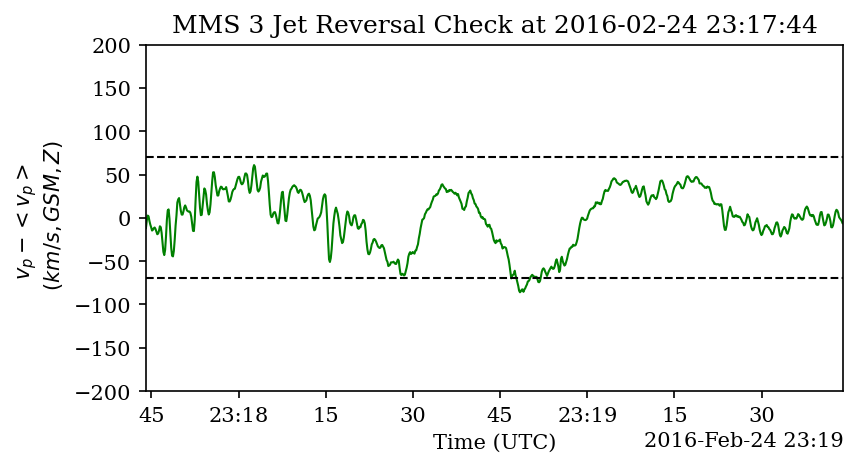 MMS 3 Jet Reversal Check at 2016-02-24 23:17:44
v_p − < v_p >
(km/s, GSM, Z)
200
150
100
50
0
−50
−100
−150
−200
45 23:18 15 30 45 23:19 15 30
Time (UTC)
2016-Feb-24 23:19